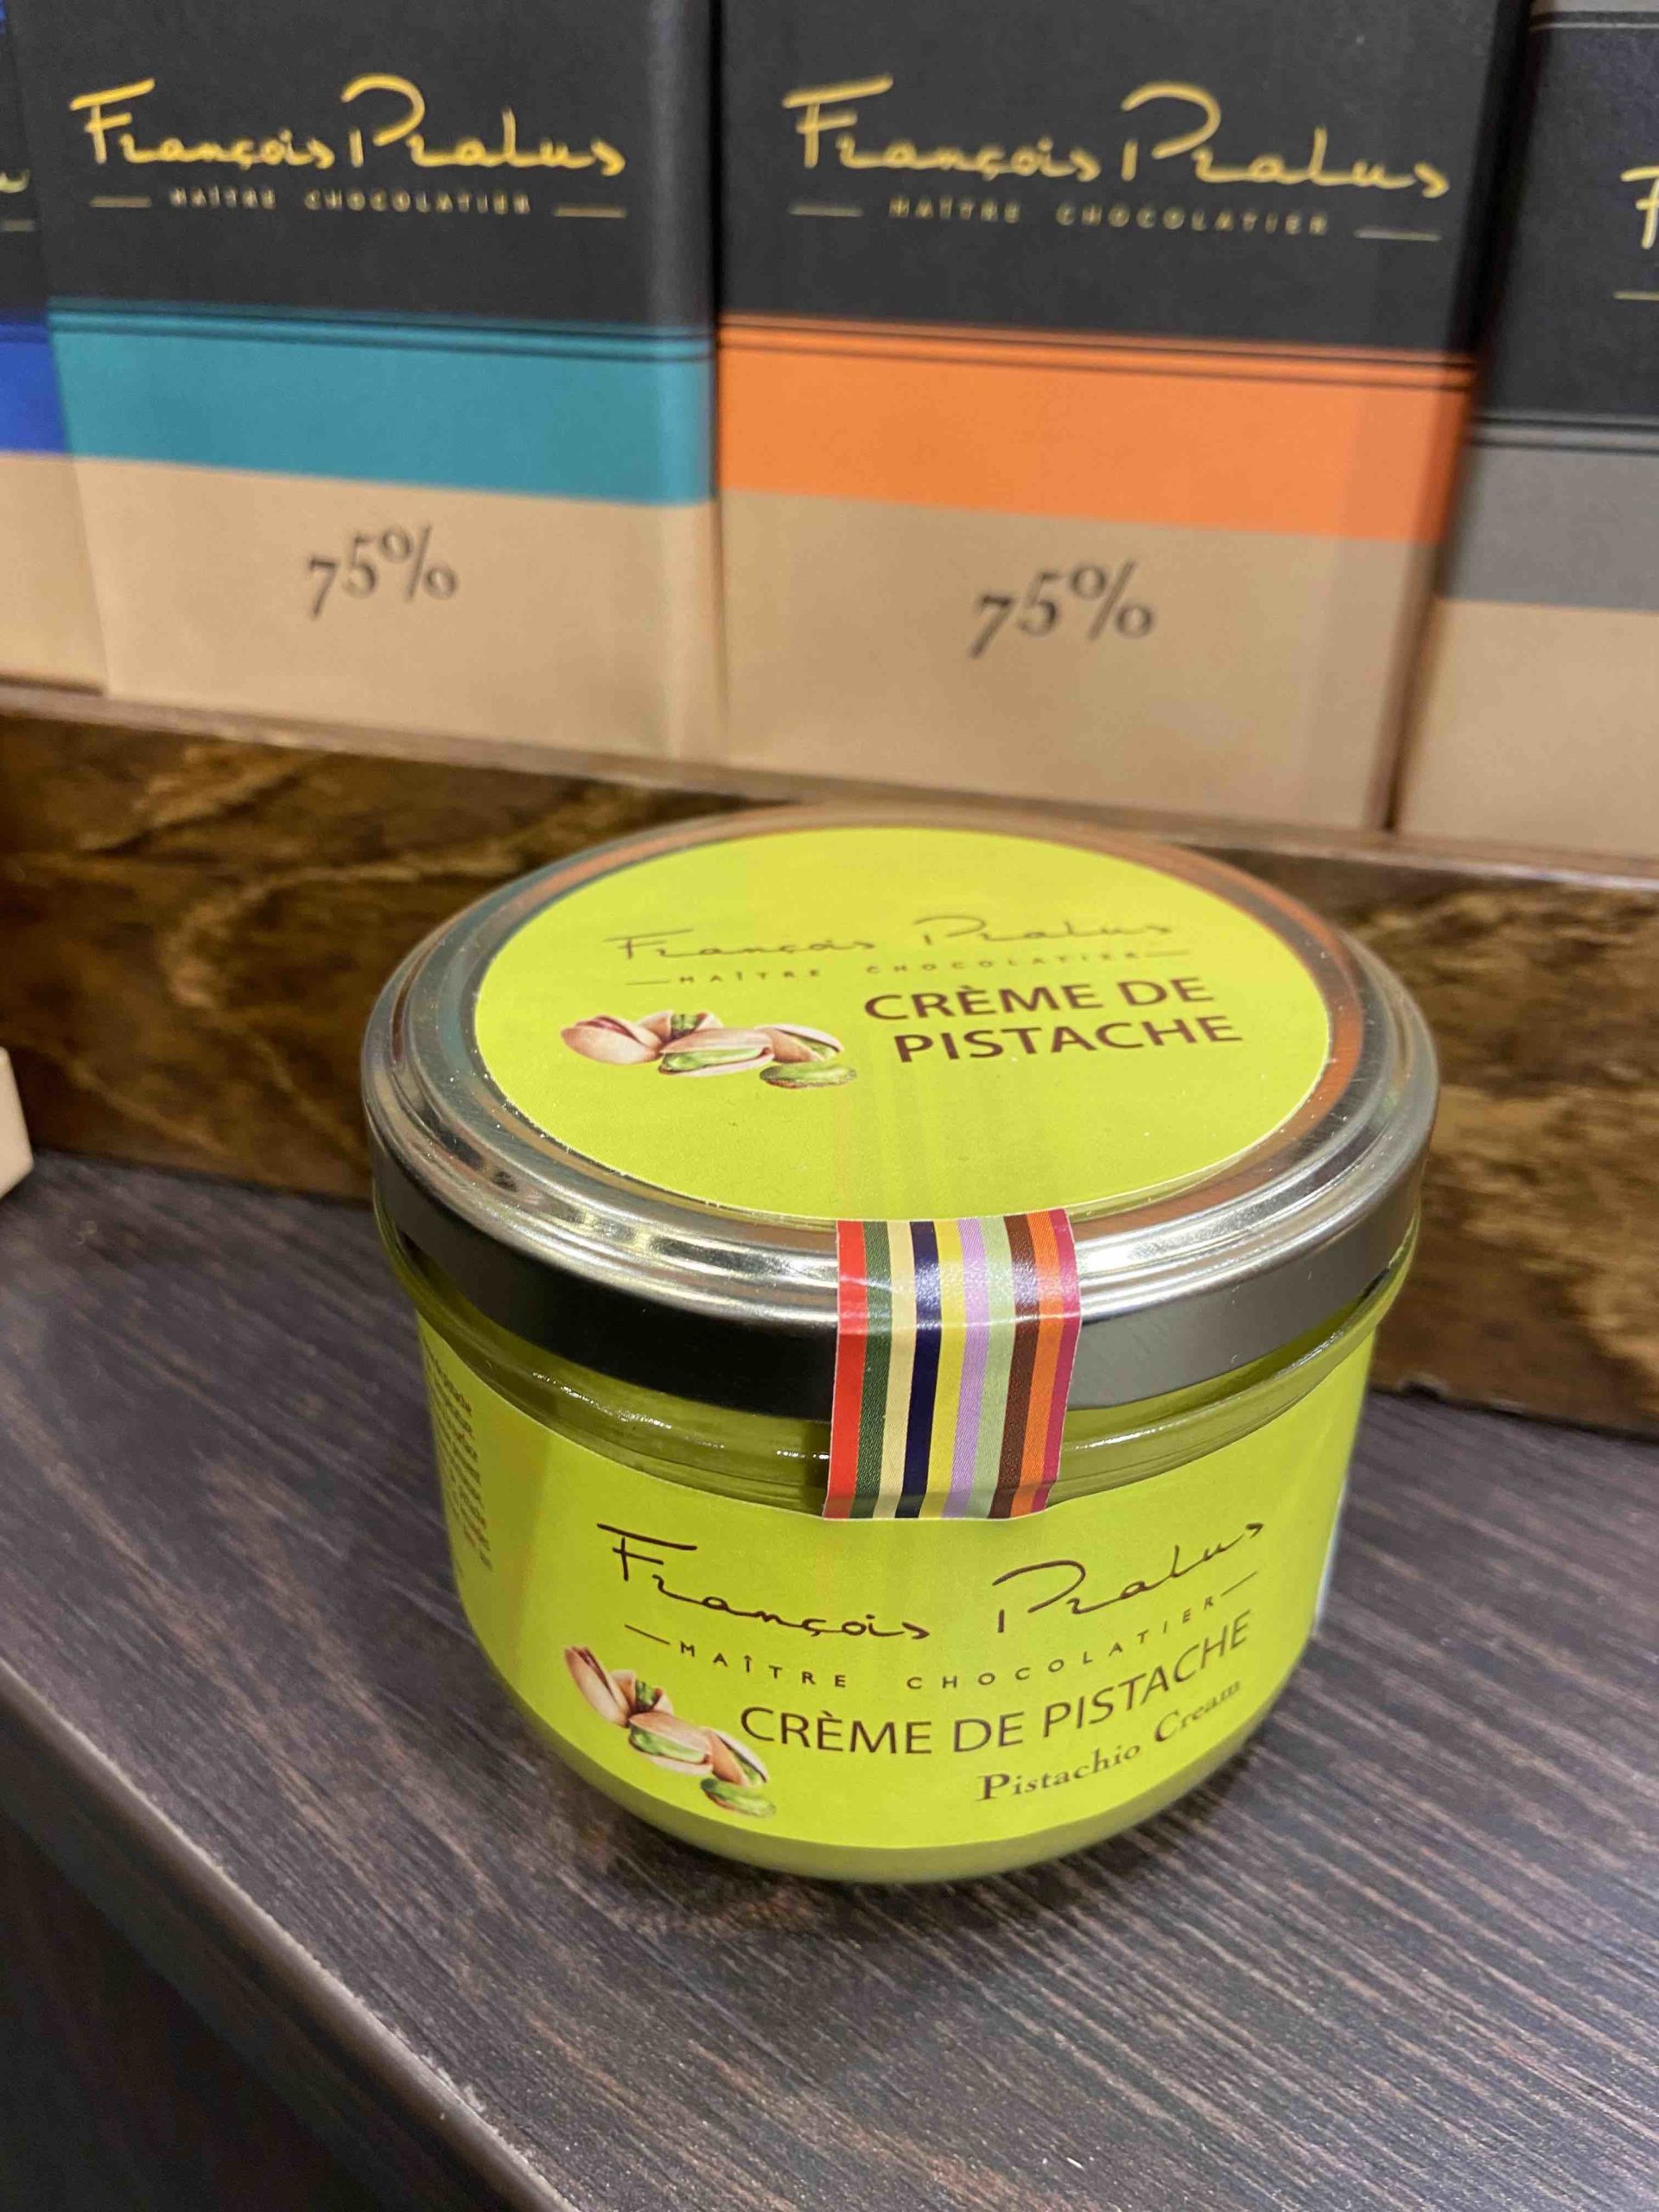 François Pralus
MAÎTRE CHOCOLATIER
75%
François Pralus
MAÎTRE CHOCOLATIER
75%
François Pralus
MAÎTRE CHOCOLATIER
CRÈME DE
PISTACHE
François Pralus
MAÎTRE CHOCOLATIER
CRÈME DE PISTACHE
Pistachio Cream